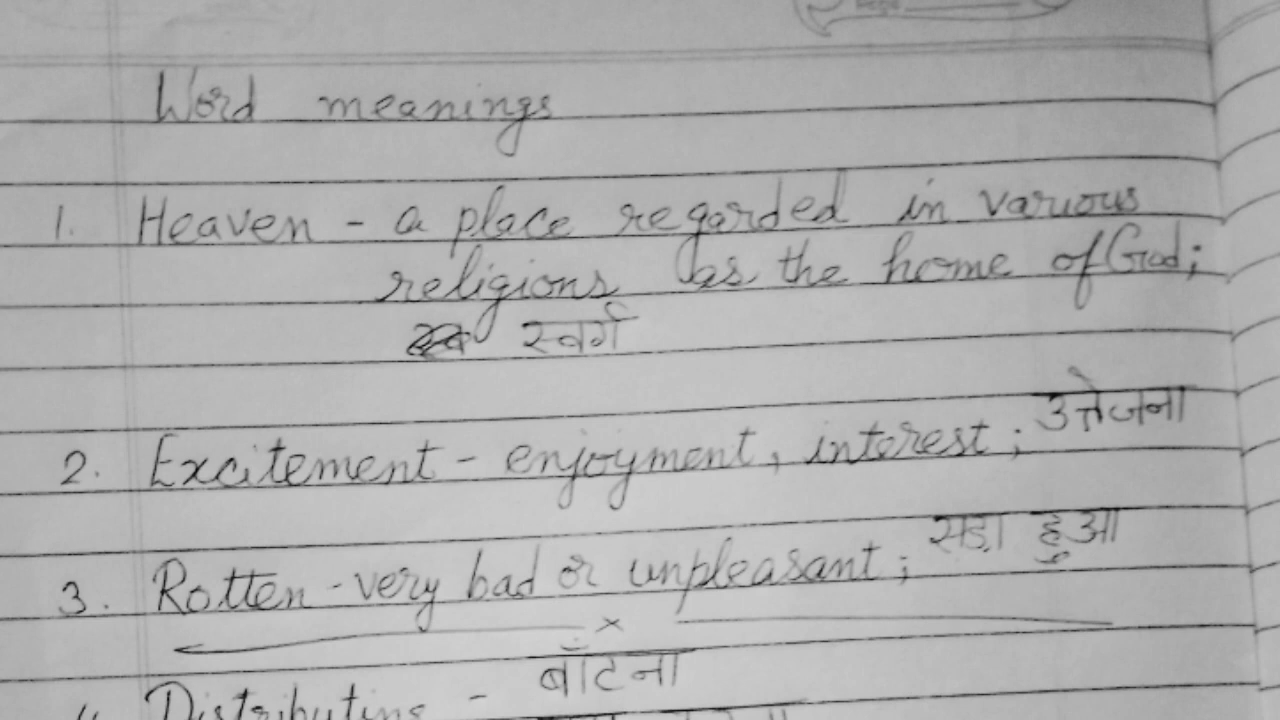 Word meanings
1. Heaven - a place regarded in various
religions as the home of God;
स्वर्ग
2. Excitement - enjoyment, interest; उत्तेजना
3. Rotten - very bad or unpleasant; सड़ा हुआ
x
4. Distributing - बाँटना